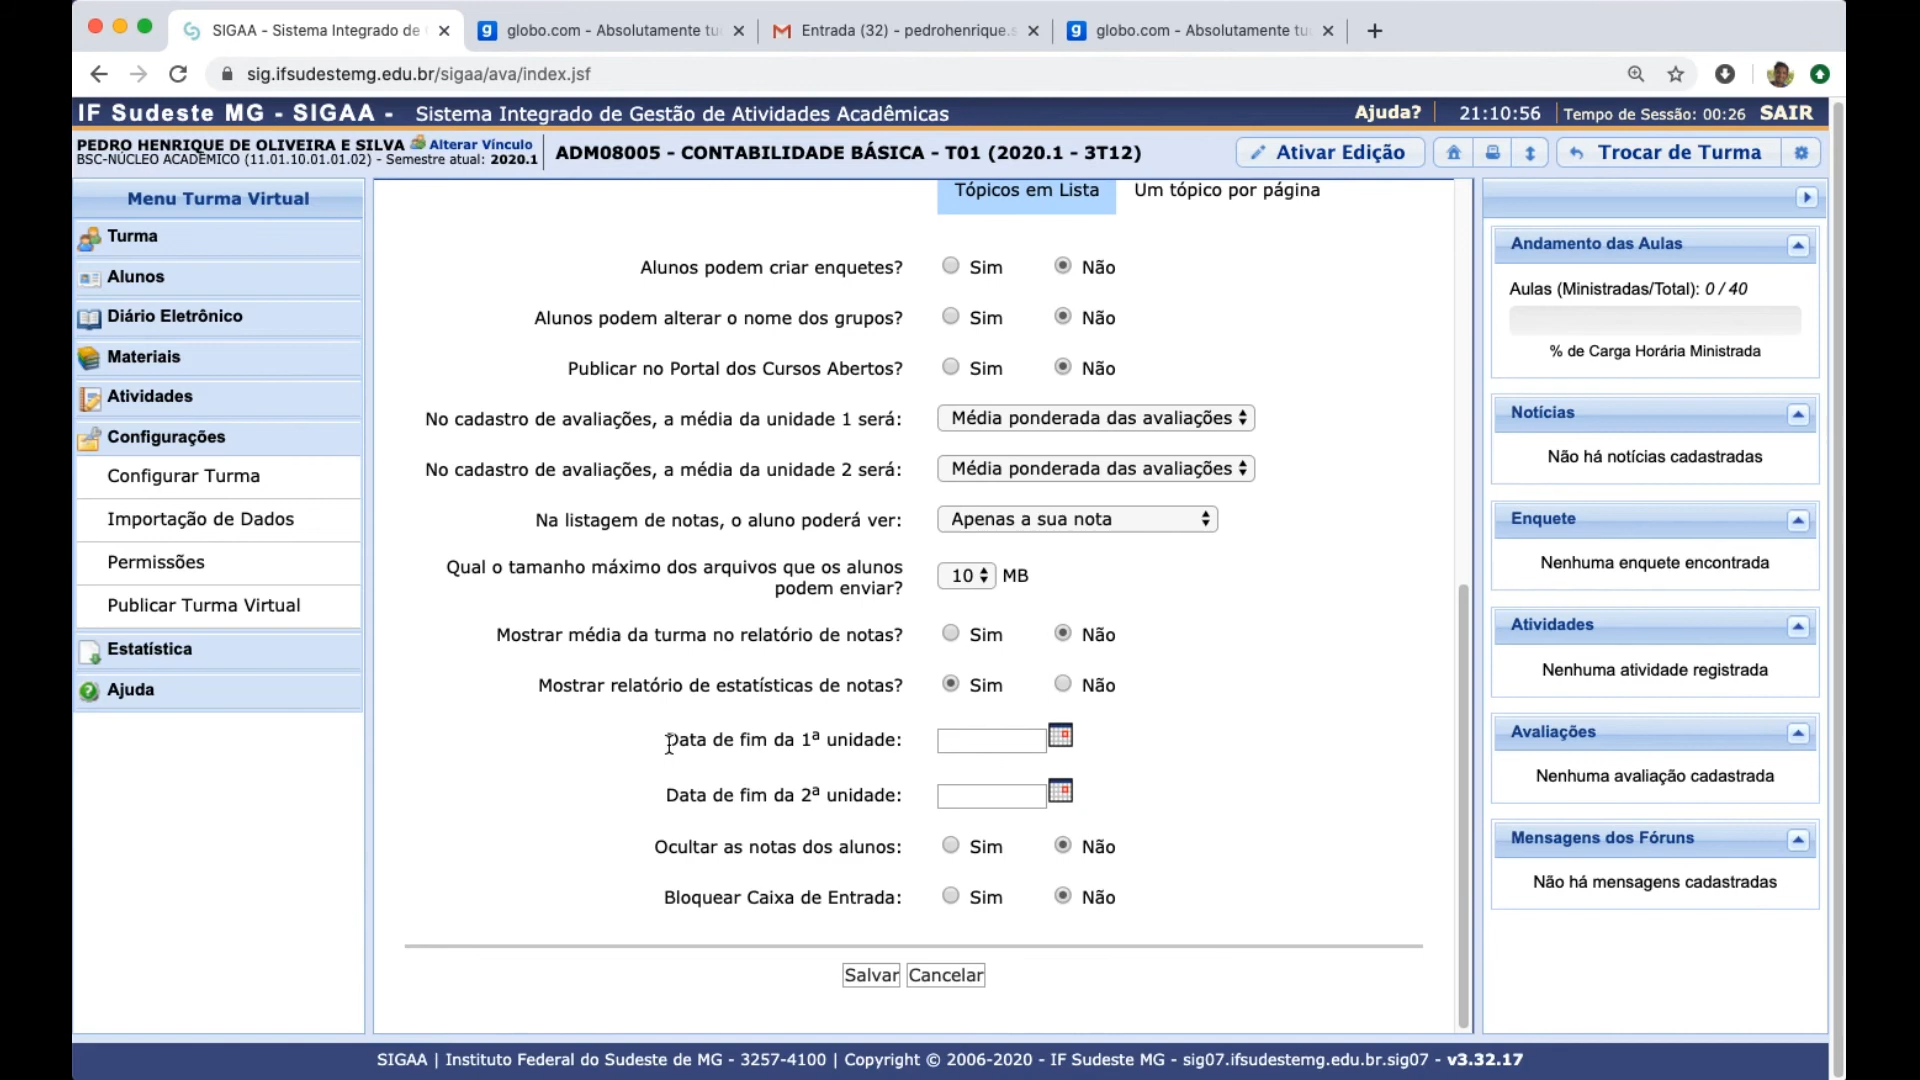 SIGAA - Sistema Integrado de
globo.com - Absolutamente tu
Entrada (32) - pedrohenrique.s
globo.com - Absolutamente tu
sig.ifsudestemg.edu.br/sigaa/ava/index.jsf
IF Sudeste MG - SIGAA - Sistema Integrado de Gestão de Atividades Acadêmicas
Ajuda? 21:10:56 Tempo de Sessão: 00:26 SAIR
PEDRO HENRIQUE DE OLIVEIRA E SILVA Alterar Vínculo
BSC-NÚCLEO ACADÊMICO (11.01.10.01.01.02) - Semestre atual: 2020.1
ADM08005 - CONTABILIDADE BÁSICA - T01 (2020.1 - 3T12)
Ativar Edição
Trocar de Turma
Menu Turma Virtual
Turma
Alunos
Diário Eletrônico
Materiais
Atividades
Configurações
Configurar Turma
Importação de Dados
Permissões
Publicar Turma Virtual
Estatística
Ajuda
Tópicos em Lista Um tópico por página
Alunos podem criar enquetes? Sim Não
Alunos podem alterar o nome dos grupos? Sim Não
Publicar no Portal dos Cursos Abertos? Sim Não
No cadastro de avaliações, a média da unidade 1 será: Média ponderada das avaliações
No cadastro de avaliações, a média da unidade 2 será: Média ponderada das avaliações
Na listagem de notas, o aluno poderá ver: Apenas a sua nota
Qual o tamanho máximo dos arquivos que os alunos
podem enviar? 10 MB
Mostrar média da turma no relatório de notas? Sim Não
Mostrar relatório de estatísticas de notas? Sim Não
Data de fim da 1ª unidade:
Data de fim da 2ª unidade:
Ocultar as notas dos alunos: Sim Não
Bloquear Caixa de Entrada: Sim Não
Salvar Cancelar
Andamento das Aulas
Aulas (Ministradas/Total): 0 / 40
% de Carga Horária Ministrada
Notícias
Não há notícias cadastradas
Enquete
Nenhuma enquete encontrada
Atividades
Nenhuma atividade registrada
Avaliações
Nenhuma avaliação cadastrada
Mensagens dos Fóruns
Não há mensagens cadastradas
SIGAA | Instituto Federal do Sudeste de MG - 3257-4100 | Copyright © 2006-2020 - IF Sudeste MG - sig07.ifsudestemg.edu.br.sig07 - v3.32.17